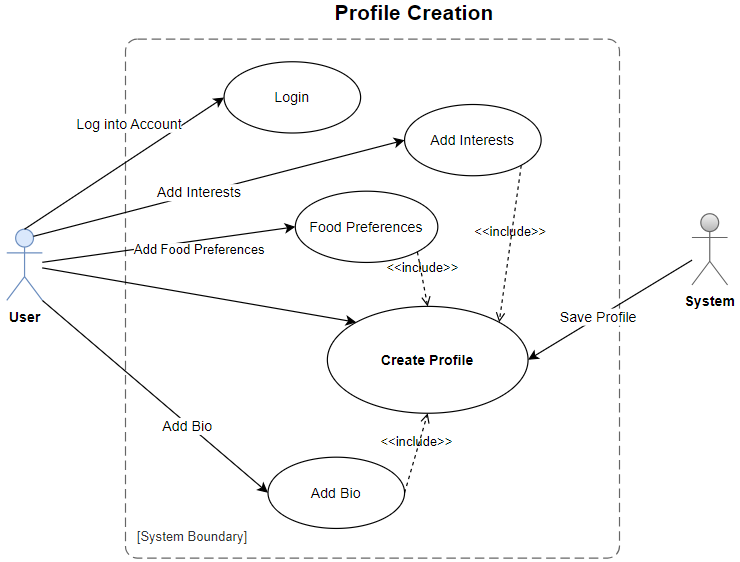 Profile Creation
Login
Log into Account
Add Interests
Add Interests
Food Preferences
<<include>>
Add Food Preferences
<<include>>
User
System
Save Profile
Create Profile
Add Bio
<<include>>
Add Bio
[System Boundary]